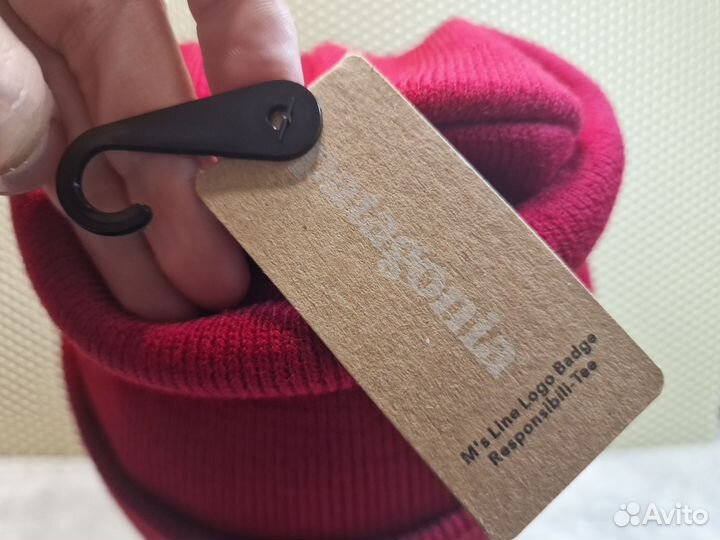 patagonia
M's Line Logo Badge
Responsibili-Tee
Avito